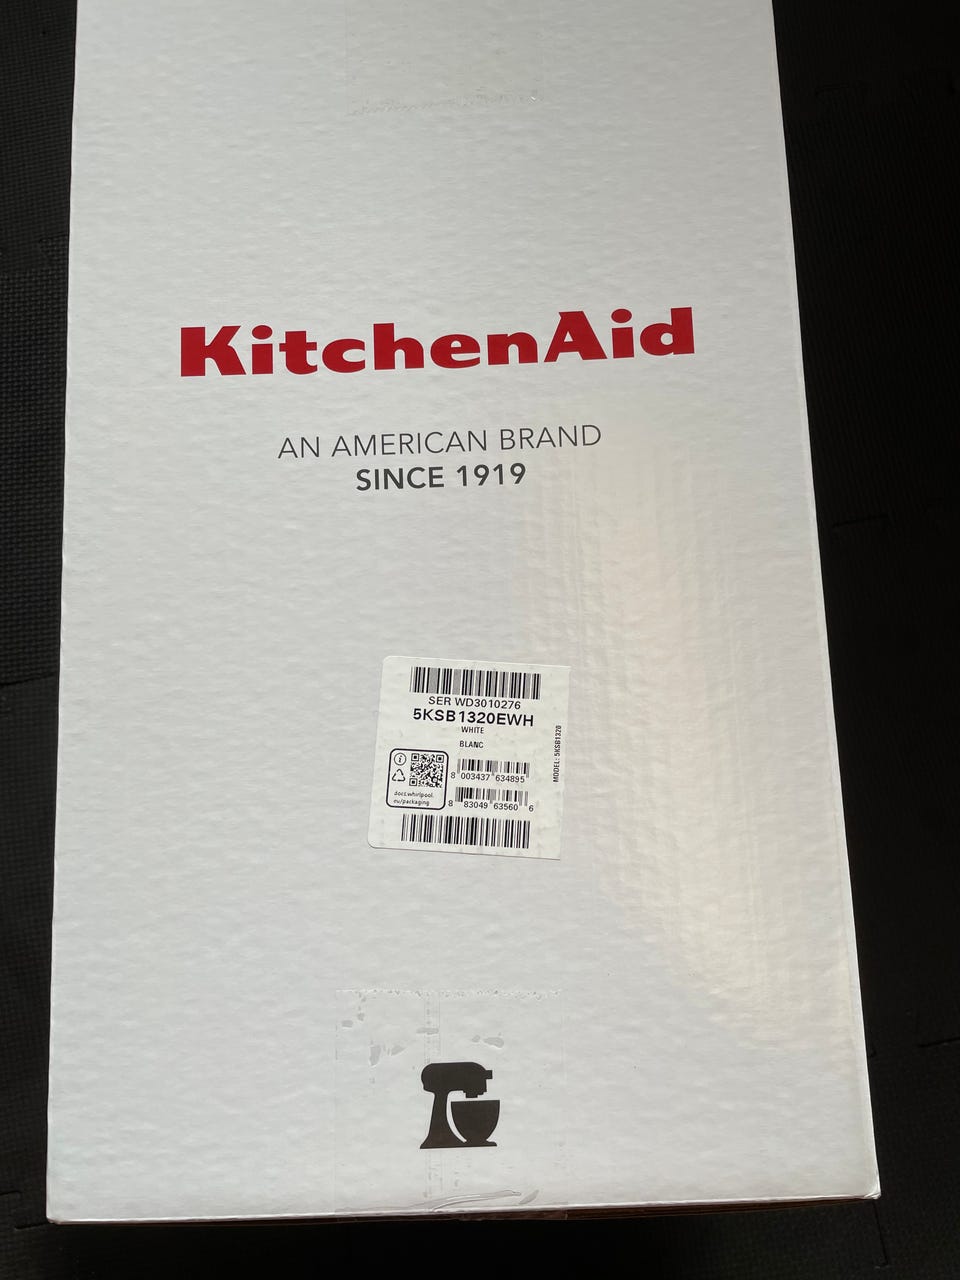 KitchenAid
AN AMERICAN BRAND
SINCE 1919
SER WD3010276
5KSB1320EWH
WHITE
BLANC
MODEL: 5KSB1320
8 003437 634895
docs.whirlpool.
eu/packaging
8 83049 63560 6